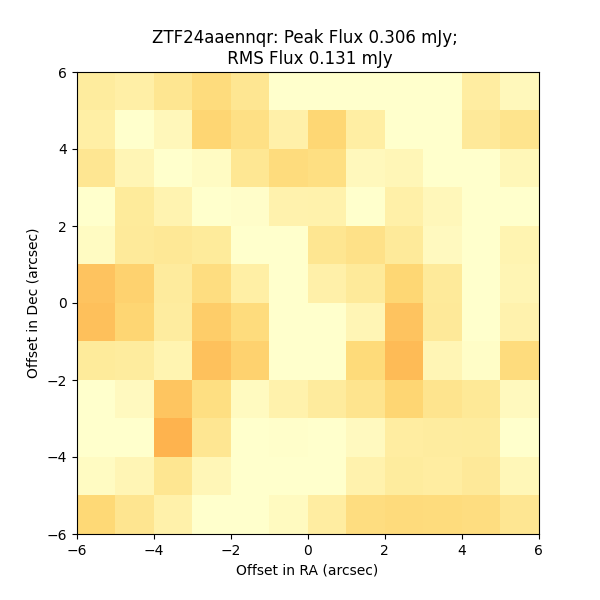 ZTF24aaennqr: Peak Flux 0.306 mJy;
RMS Flux 0.131 mJy
6
4
2
0
−2
−4
−6
Offset in Dec (arcsec)
−6 −4 −2 0 2 4 6
Offset in RA (arcsec)